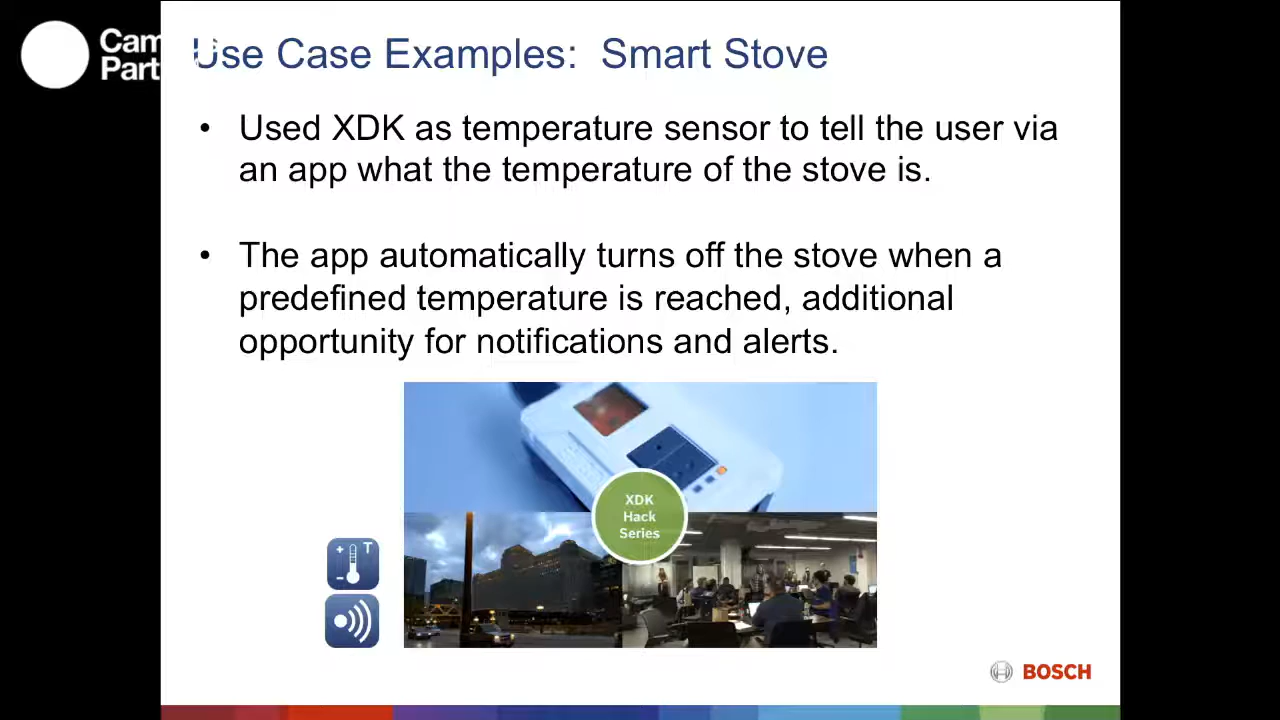 Cam
Part
Use Case Examples: Smart Stove
• Used XDK as temperature sensor to tell the user via
an app what the temperature of the stove is.
• The app automatically turns off the stove when a
predefined temperature is reached, additional
opportunity for notifications and alerts.
XDK
Hack
Series
+ T
-
BOSCH